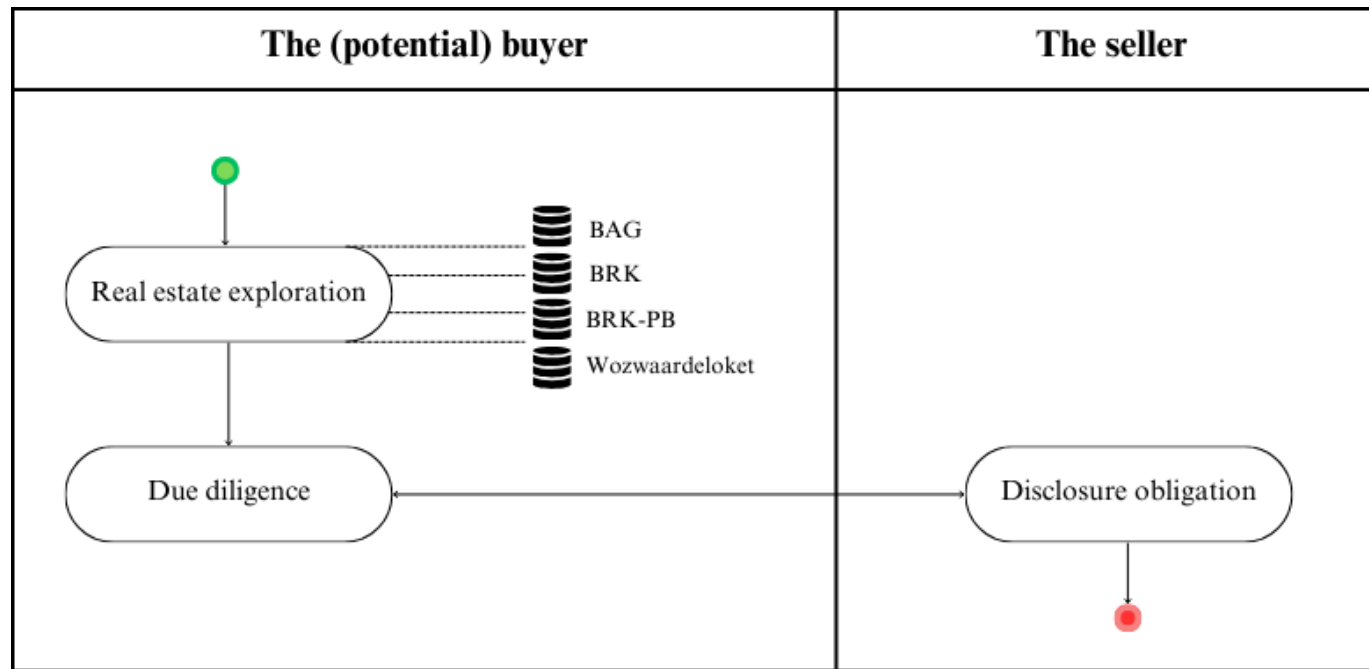 The (potential) buyer
The seller
BAG
Real estate exploration
BRK
BRK-PB
Wozwaardeloket
Due diligence
Disclosure obligation